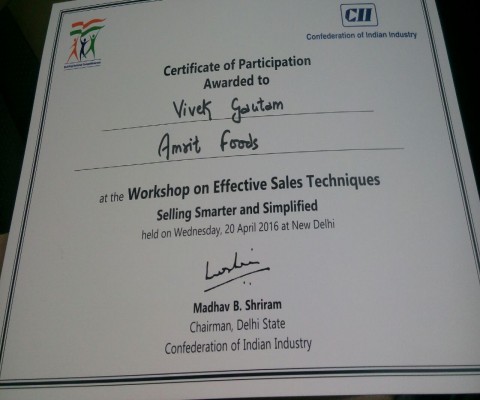 CII
Confederation of Indian Industry
Certificate of Participation
Awarded to
Vivek Gautam
Amrit Foods
at the Workshop on Effective Sales Techniques
Selling Smarter and Simplified
held on Wednesday, 20 April 2016 at New Delhi
Madhav B. Shriram
Chairman, Delhi State
Confederation of Indian Industry